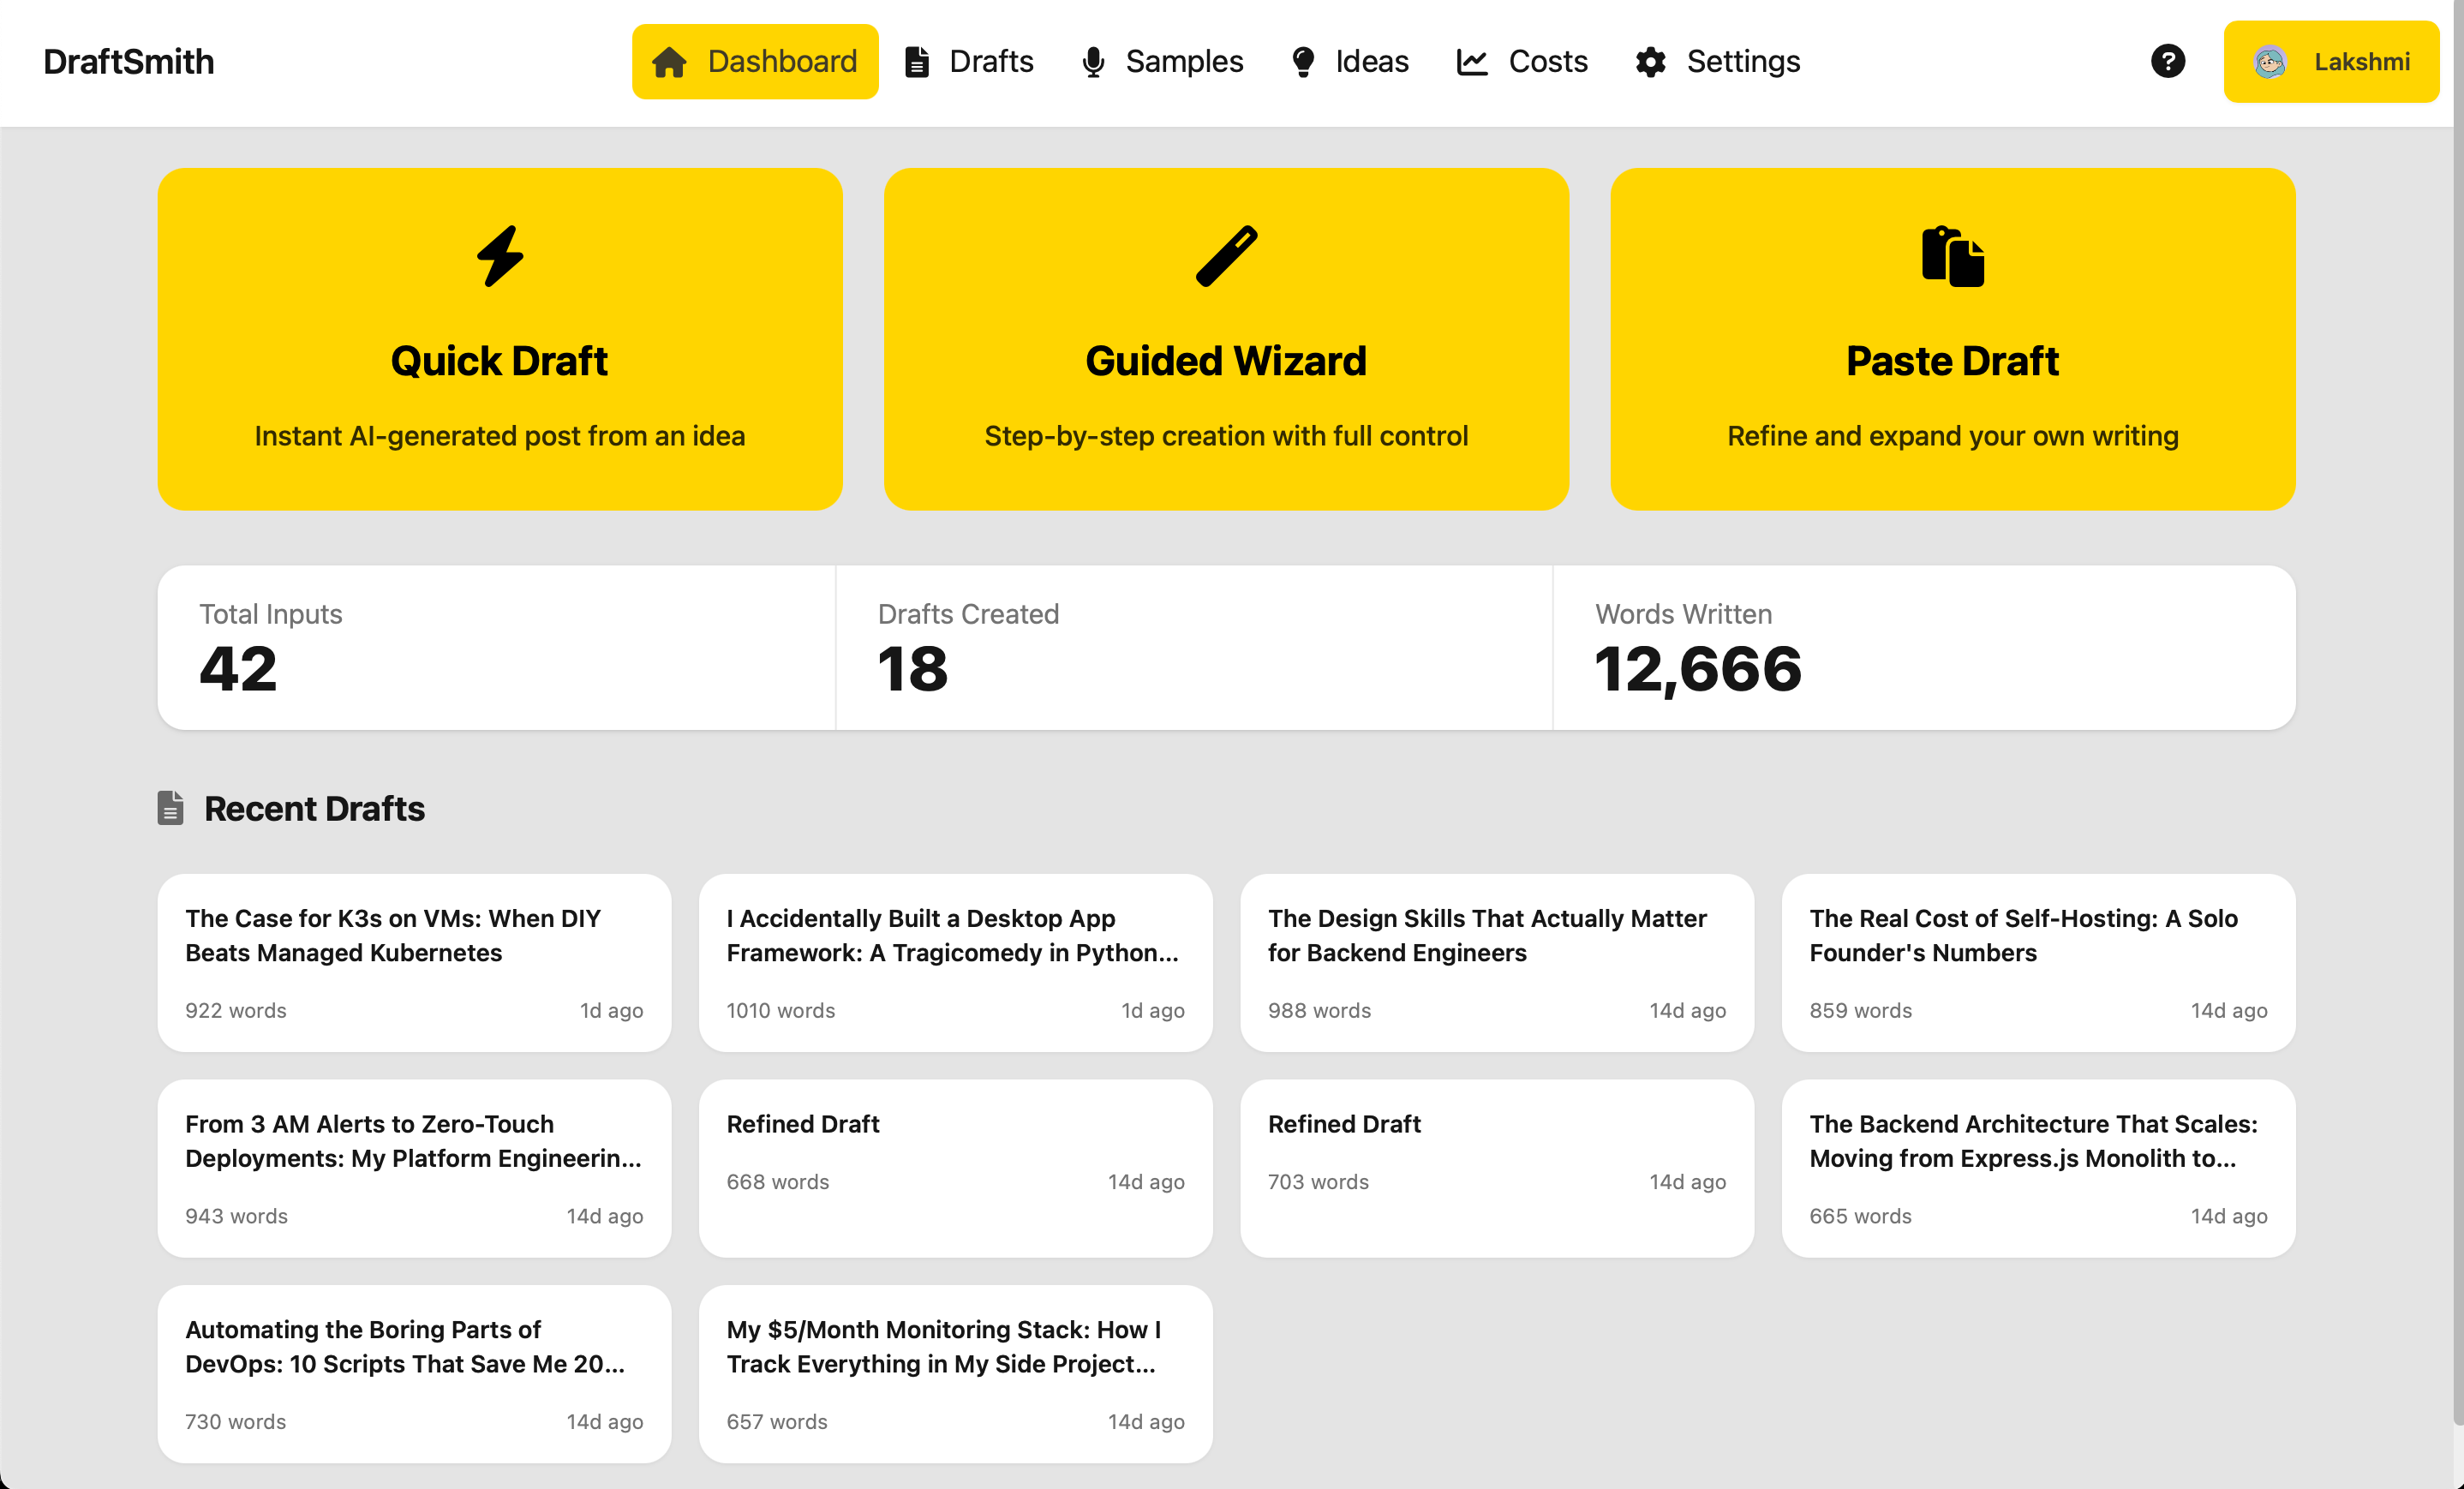 DraftSmith
Dashboard
Drafts
Samples
Ideas
Costs
Settings
?
Lakshmi
Quick Draft
Instant AI-generated post from an idea
Guided Wizard
Step-by-step creation with full control
Paste Draft
Refine and expand your own writing
Total Inputs
42
Drafts Created
18
Words Written
12,666
Recent Drafts
The Case for K3s on VMs: When DIY
Beats Managed Kubernetes
922 words
1d ago
I Accidentally Built a Desktop App
Framework: A Tragicomedy in Python...
1010 words
1d ago
The Design Skills That Actually Matter
for Backend Engineers
988 words
14d ago
The Real Cost of Self-Hosting: A Solo
Founder's Numbers
859 words
14d ago
From 3 AM Alerts to Zero-Touch
Deployments: My Platform Engineerin...
943 words
14d ago
Refined Draft
668 words
14d ago
Refined Draft
703 words
14d ago
The Backend Architecture That Scales:
Moving from Express.js Monolith to...
665 words
14d ago
Automating the Boring Parts of
DevOps: 10 Scripts That Save Me 20...
730 words
14d ago
My $5/Month Monitoring Stack: How I
Track Everything in My Side Project...
657 words
14d ago